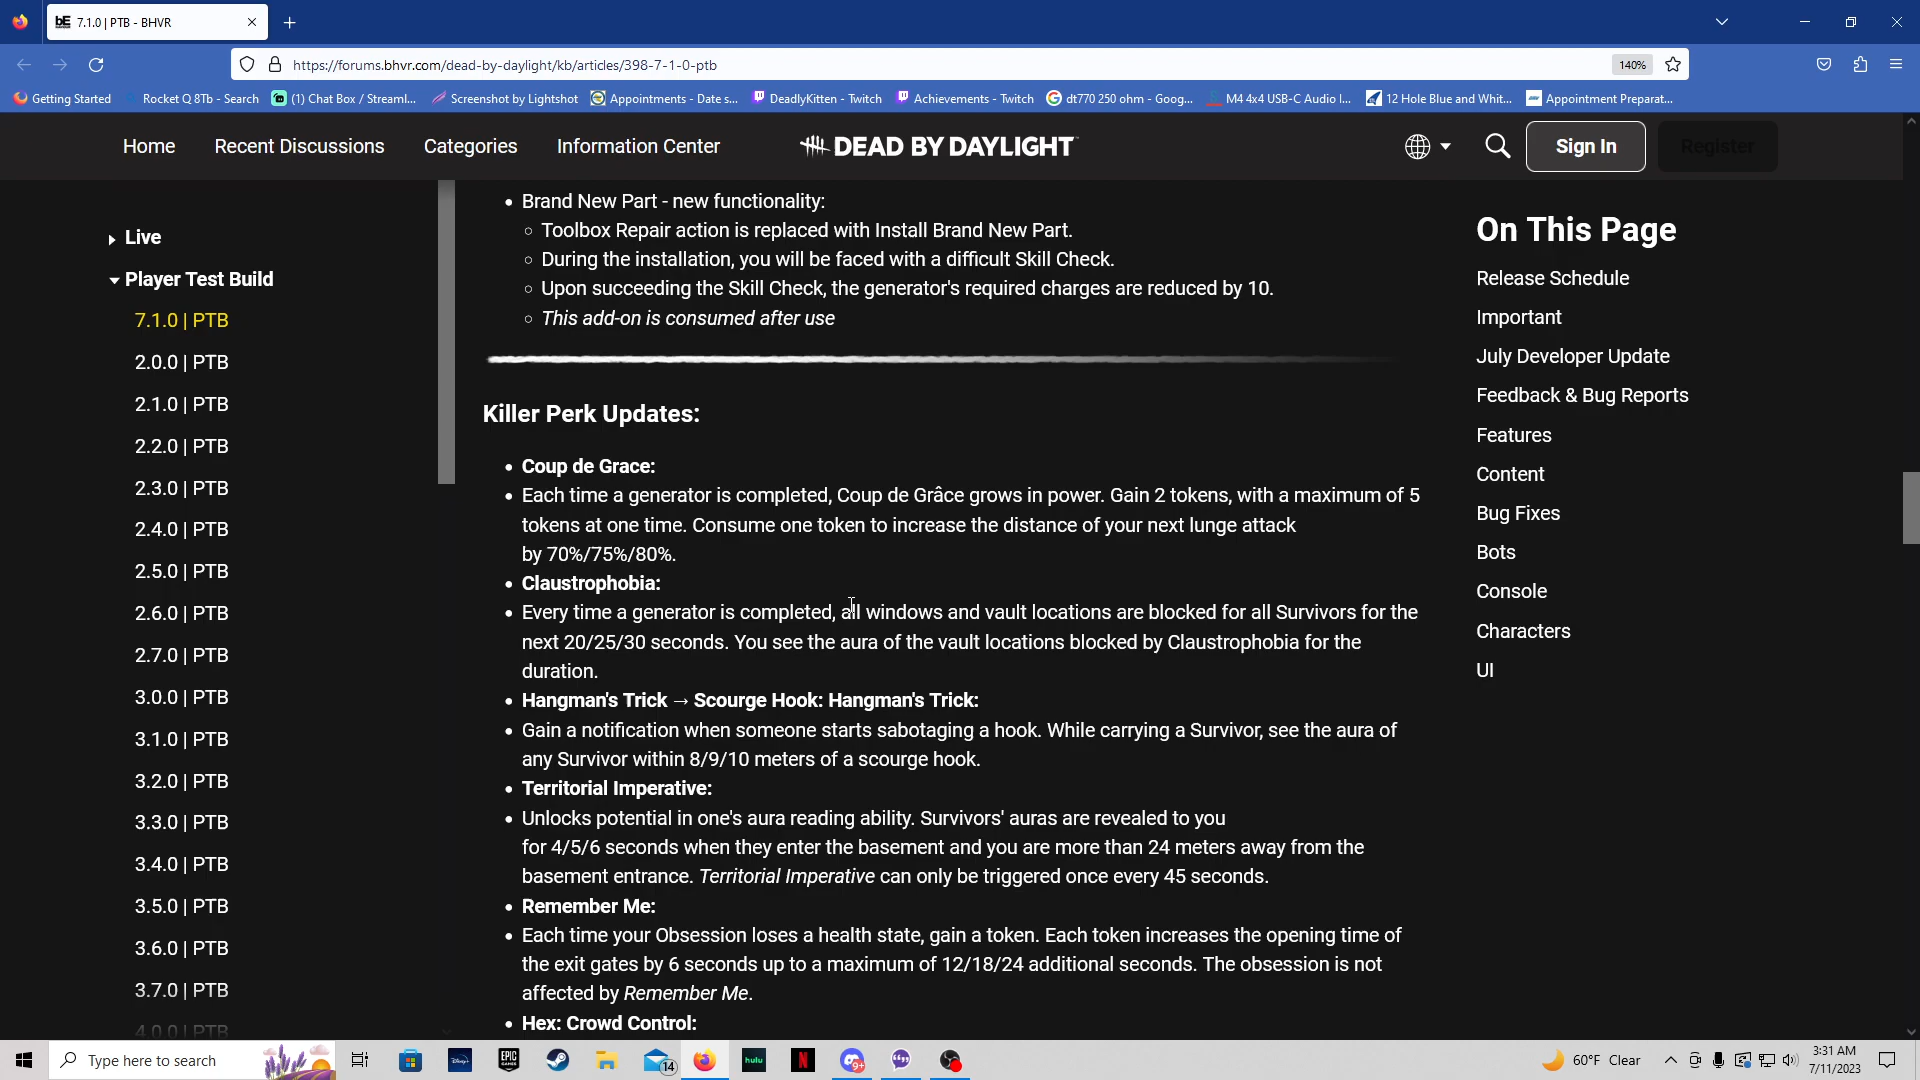 7.1.0 | PTB - BHVR
https://forums.bhvr.com/dead-by-daylight/kb/articles/398-7-1-0-ptb
140%
Getting Started
Rocket Q 8Tb - Search
(1) Chat Box / Streaml...
Screenshot by Lightshot
Appointments - Date s...
DeadlyKitten - Twitch
Achievements - Twitch
dt770 250 ohm - Goog...
M4 4x4 USB-C Audio I...
12 Hole Blue and Whit...
Appointment Preparat...
Home
Recent Discussions
Categories
Information Center
DEAD BY DAYLIGHT
Sign In
Register
Live
Player Test Build
7.1.0 | PTB
2.0.0 | PTB
2.1.0 | PTB
2.2.0 | PTB
2.3.0 | PTB
2.4.0 | PTB
2.5.0 | PTB
2.6.0 | PTB
2.7.0 | PTB
3.0.0 | PTB
3.1.0 | PTB
3.2.0 | PTB
3.3.0 | PTB
3.4.0 | PTB
3.5.0 | PTB
3.6.0 | PTB
3.7.0 | PTB
4.0.0 | PTB
Brand New Part - new functionality:
Toolbox Repair action is replaced with Install Brand New Part.
During the installation, you will be faced with a difficult Skill Check.
Upon succeeding the Skill Check, the generator's required charges are reduced by 10.
This add-on is consumed after use
Killer Perk Updates:
Coup de Grace:
Each time a generator is completed, Coup de Grâce grows in power. Gain 2 tokens, with a maximum of 5
tokens at one time. Consume one token to increase the distance of your next lunge attack
by 70%/75%/80%.
Claustrophobia:
Every time a generator is completed, all windows and vault locations are blocked for all Survivors for the
next 20/25/30 seconds. You see the aura of the vault locations blocked by Claustrophobia for the
duration.
Hangman's Trick → Scourge Hook: Hangman's Trick:
Gain a notification when someone starts sabotaging a hook. While carrying a Survivor, see the aura of
any Survivor within 8/9/10 meters of a scourge hook.
Territorial Imperative:
Unlocks potential in one's aura reading ability. Survivors' auras are revealed to you
for 4/5/6 seconds when they enter the basement and you are more than 24 meters away from the
basement entrance. Territorial Imperative can only be triggered once every 45 seconds.
Remember Me:
Each time your Obsession loses a health state, gain a token. Each token increases the opening time of
the exit gates by 6 seconds up to a maximum of 12/18/24 additional seconds. The obsession is not
affected by Remember Me.
Hex: Crowd Control:
On This Page
Release Schedule
Important
July Developer Update
Feedback & Bug Reports
Features
Content
Bug Fixes
Bots
Console
Characters
UI
Type here to search
EPIC
GAMES
14
hulu
N
9+
60°F Clear
3:31 AM
7/11/2023